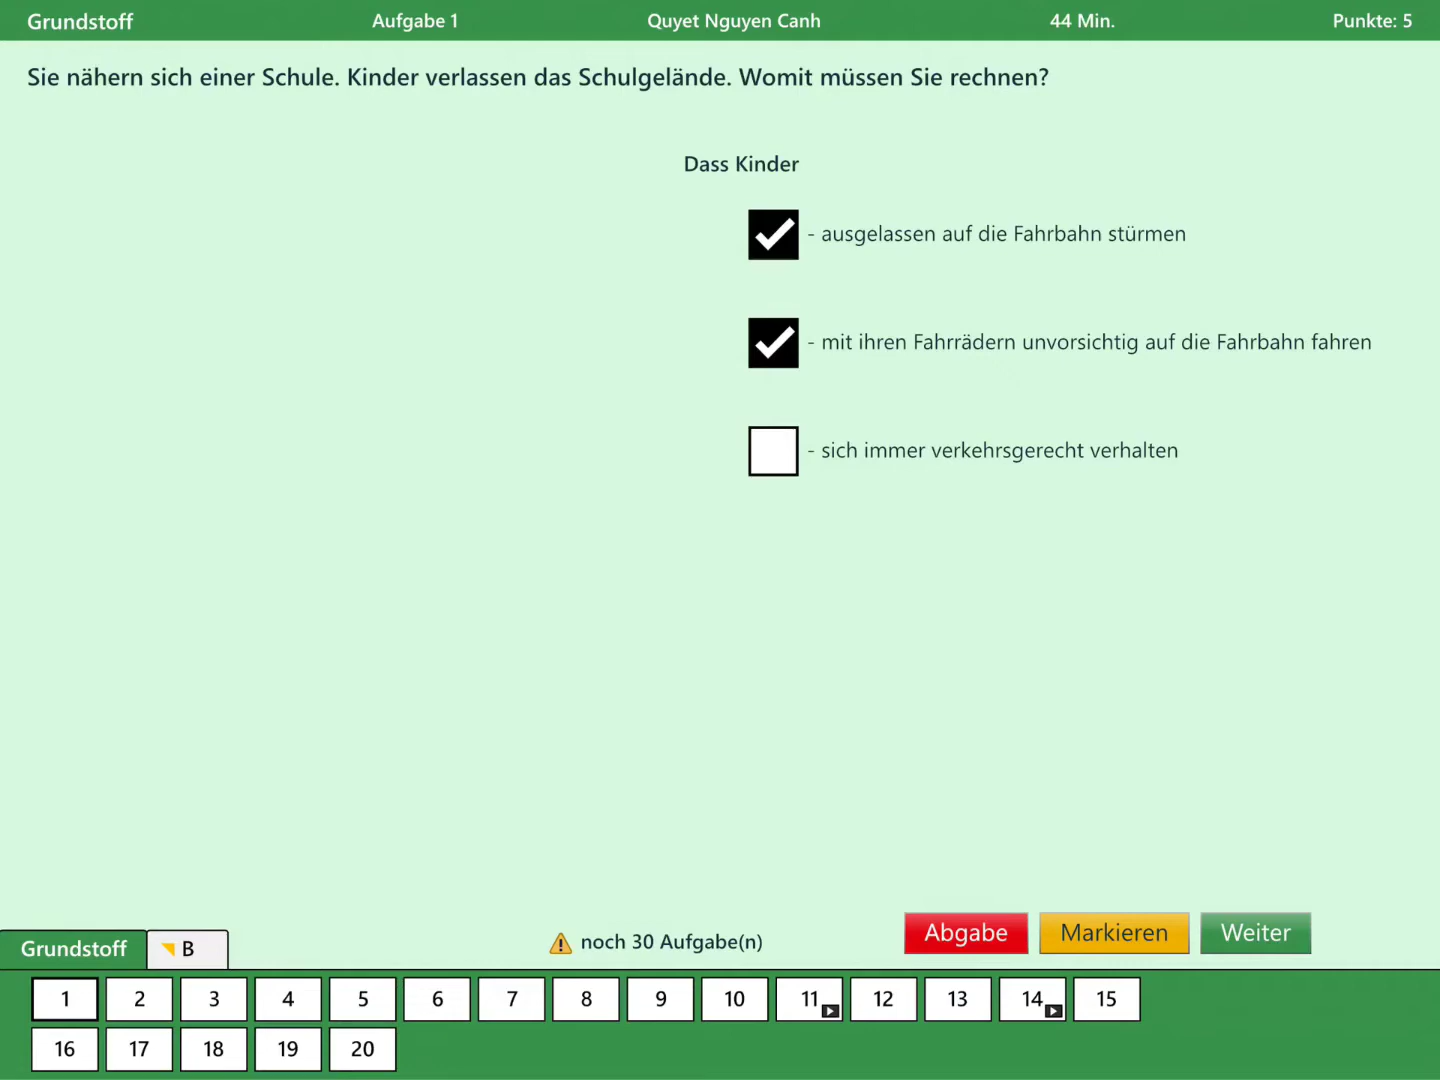 Grundstoff Aufgabe 1 Quyet Nguyen Canh 44 Min. Punkte: 5
Sie nähern sich einer Schule. Kinder verlassen das Schulgelände. Womit müssen Sie rechnen?
Dass Kinder
- ausgelassen auf die Fahrbahn stürmen
- mit ihren Fahrrädern unvorsichtig auf die Fahrbahn fahren
- sich immer verkehrsgerecht verhalten
Grundstoff B noch 30 Aufgabe(n) Abgabe Markieren Weiter
1 2 3 4 5 6 7 8 9 10 11 12 13 14 15
16 17 18 19 20